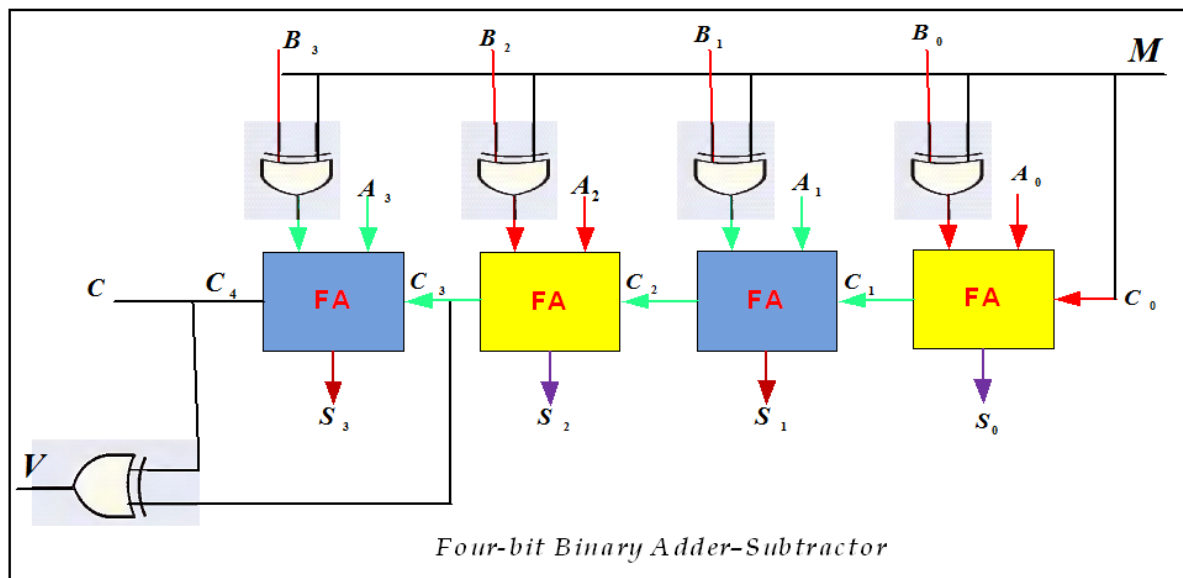 B₃ B₂ B₁ B₀ M
A₃ A₂ A₁ A₀
C C₄ FA C₃ FA C₂ FA C₁ FA C₀
S₃ S₂ S₁ S₀
V
Four-bit Binary Adder–Subtractor